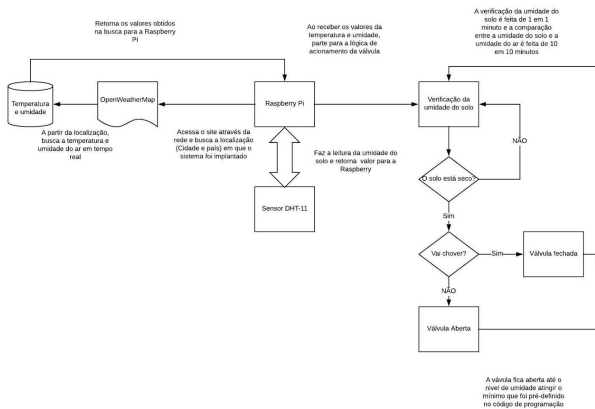 Retorna os valores obtidos
na busca para a Raspberry
Pi
Ao receber os valores da
temperatura e umidade,
parte para a lógica de
acionamento da válvula
A verificação da umidade do
solo é feita de 1 em 1
minuto e a comparação
entre a umidade do solo e a
umidade do ar é feita de 10
em 10 minutos
Temperatura
e umidade
OpenWeatherMap
Raspberry Pi
Verificação da
umidade do solo
A partir da localização,
busca a temperatura e
umidade do ar em tempo
real
Acessa o site através da
rede e busca a localização
(Cidade e país) em que o
sistema foi implantado
Faz a leitura da umidade do
solo e retorna valor para a
Raspberry
NÃO
O solo está seco?
Sensor DHT-11
Sim
Vai chover?
Sim
Válvula fechada
NÃO
Válvula Aberta
A vávula fica aberta até o
nivel de umidade atingir o
mínimo que foi pré-definido
no código de programação